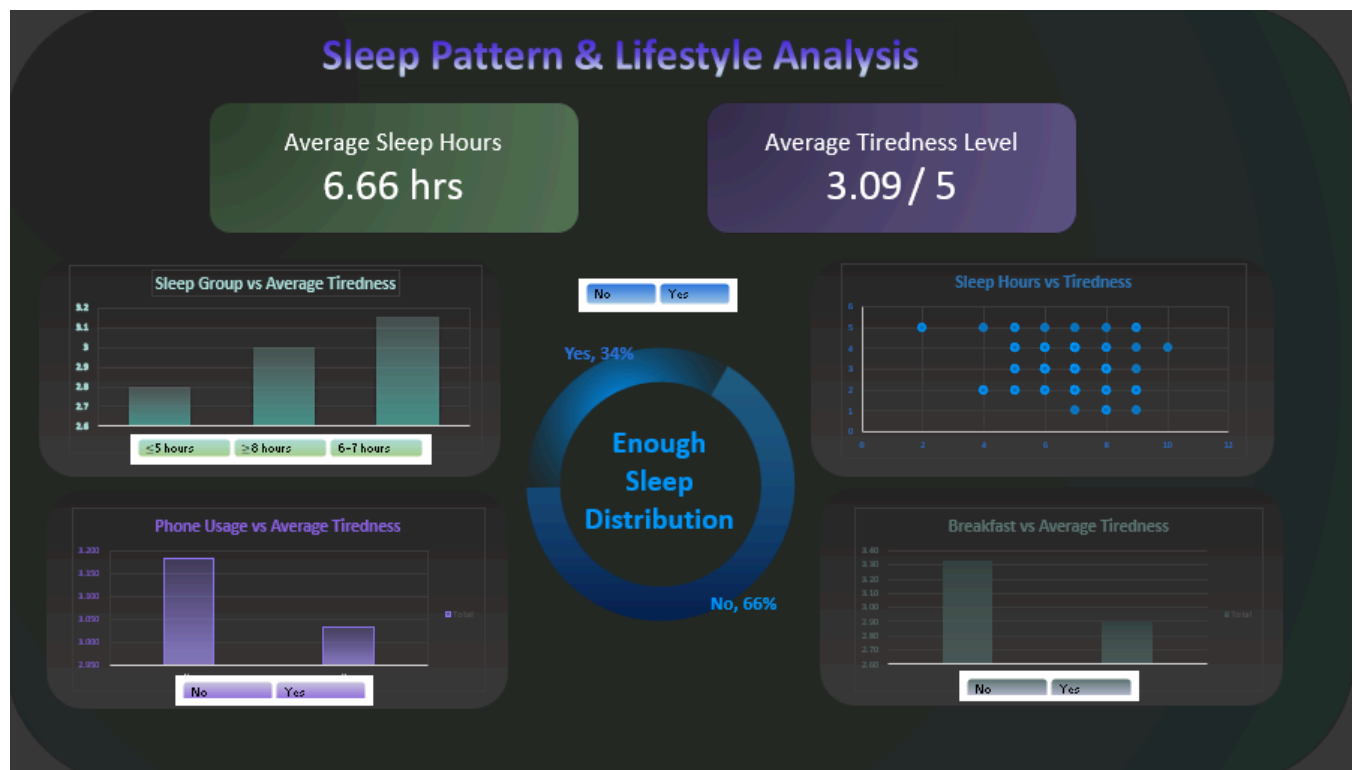 Sleep Pattern & Lifestyle Analysis
Average Sleep Hours
6.66 hrs
Average Tiredness Level
3.09 / 5
Sleep Group vs Average Tiredness
3.2
3.1
3
2.9
2.8
2.7
2.6
≤5 hours ≥8 hours 6-7 hours
No Yes
Yes, 34%
Enough
Sleep
Distribution
No, 66%
Sleep Hours vs Tiredness
6
5
4
3
2
1
0
0 2 4 6 8 10 12
Phone Usage vs Average Tiredness
3.200
3.150
3.100
3.050
3.000
2.950
Total
No Yes
Breakfast vs Average Tiredness
3.40
3.30
3.20
3.10
3.00
2.90
2.80
2.70
2.60
Total
No Yes